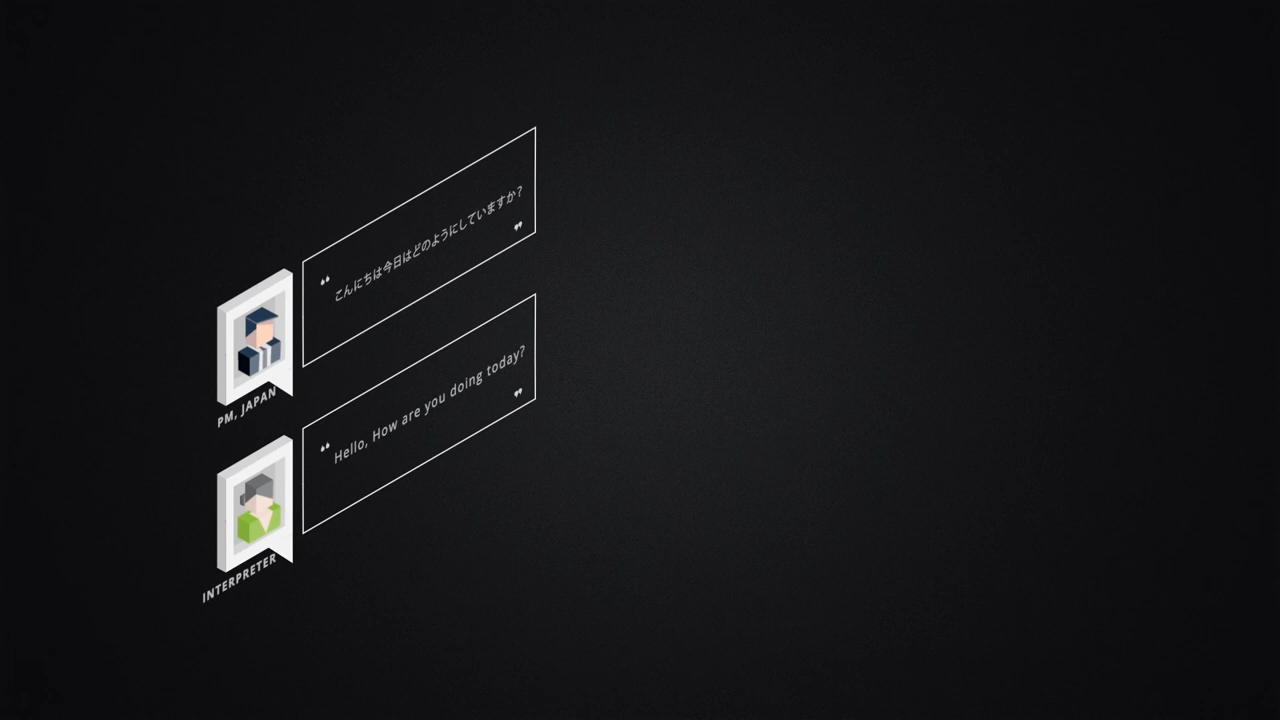 “ こんにちは今日はどのようにしていますか? ”
PM, JAPAN
“ Hello, How are you doing today? ”
INTERPRETER